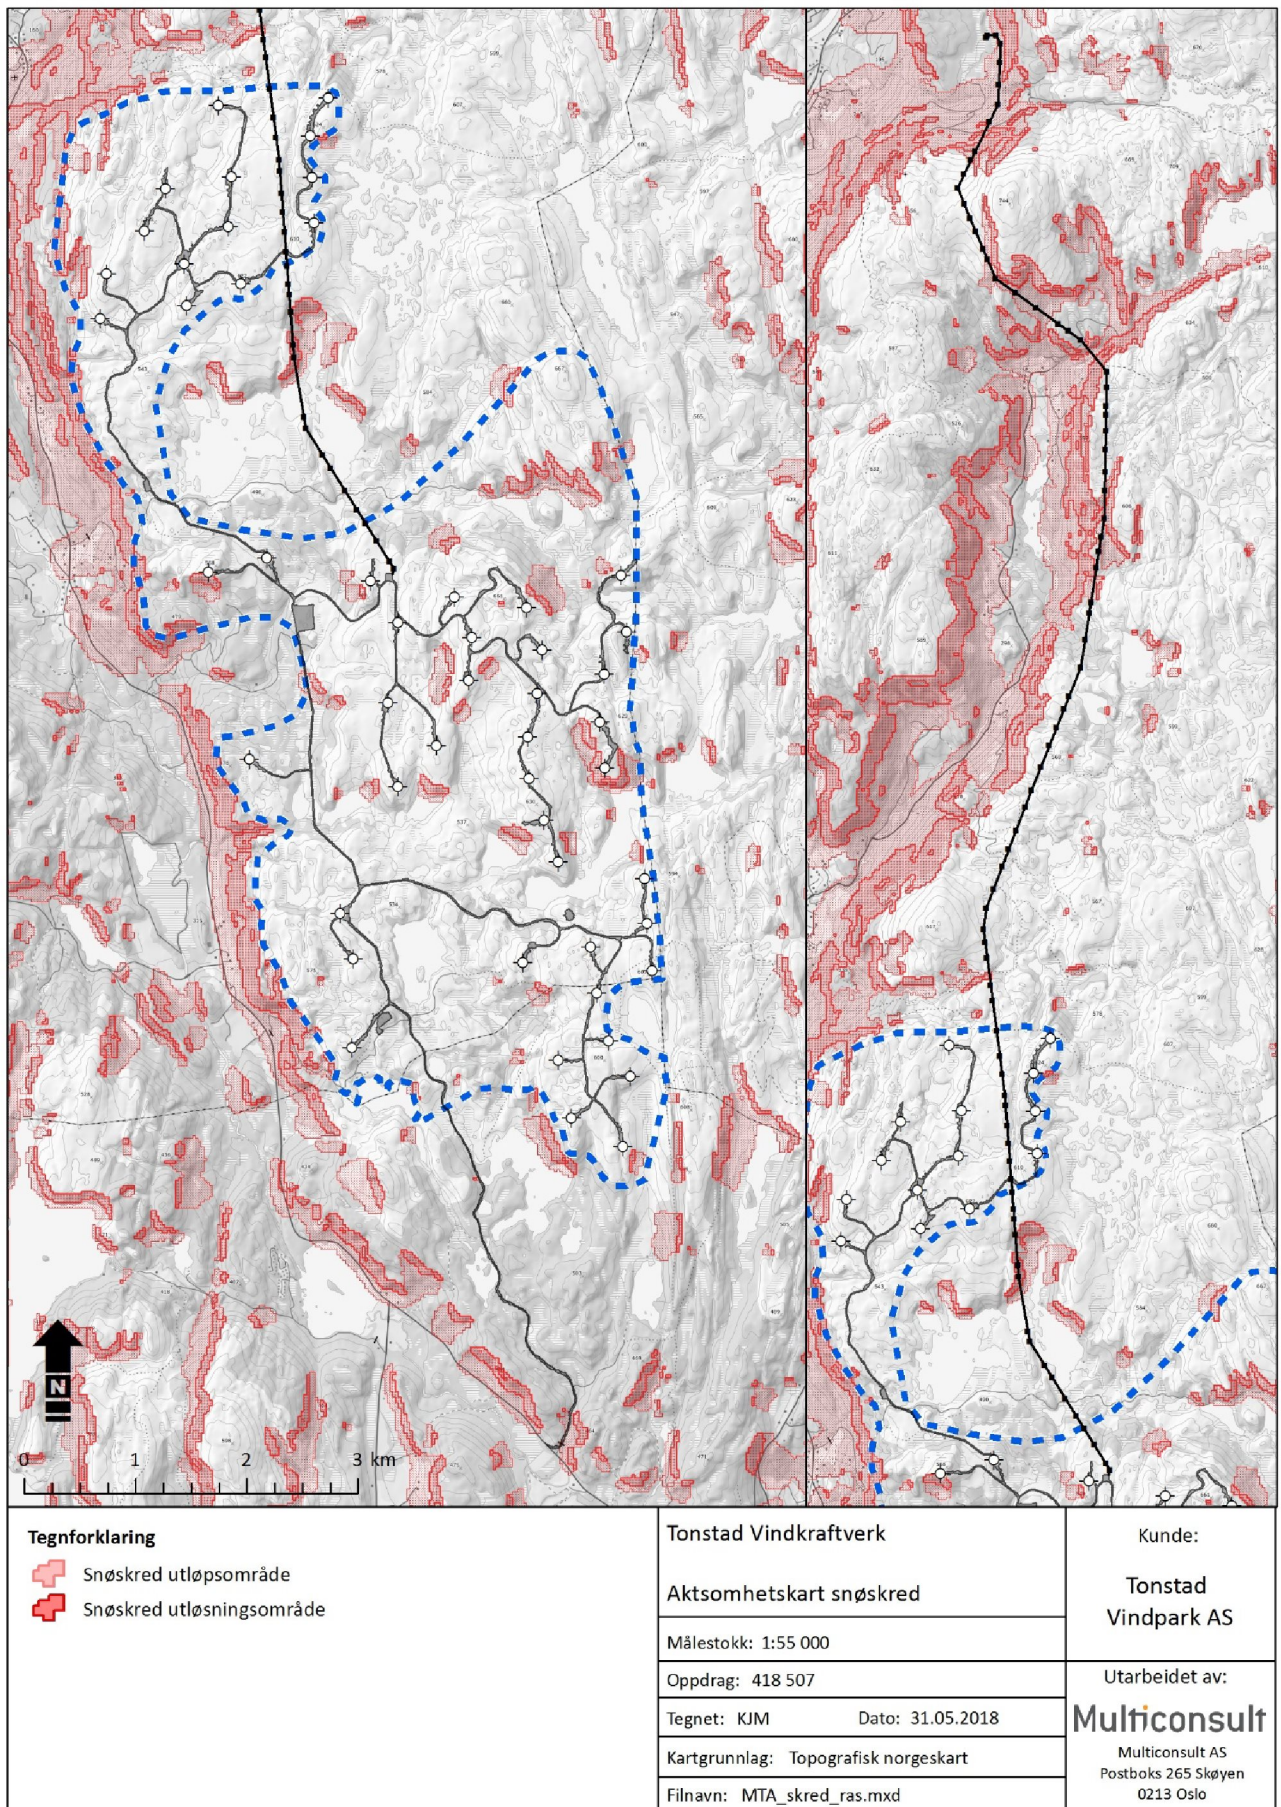 N
0 1 2 3 km
Tegnforklaring
Snøskred utløpsområde
Snøskred utløsningsområde
Tonstad Vindkraftverk
Aktsomhetskart snøskred
Målestokk: 1:55 000
Oppdrag: 418 507
Tegnet: KJM Dato: 31.05.2018
Kartgrunnlag: Topografisk norgeskart
Filnavn: MTA_skred_ras.mxd
Kunde:
Tonstad
Vindpark AS
Utarbeidet av:
Multiconsult
Multiconsult AS
Postboks 265 Skøyen
0213 Oslo